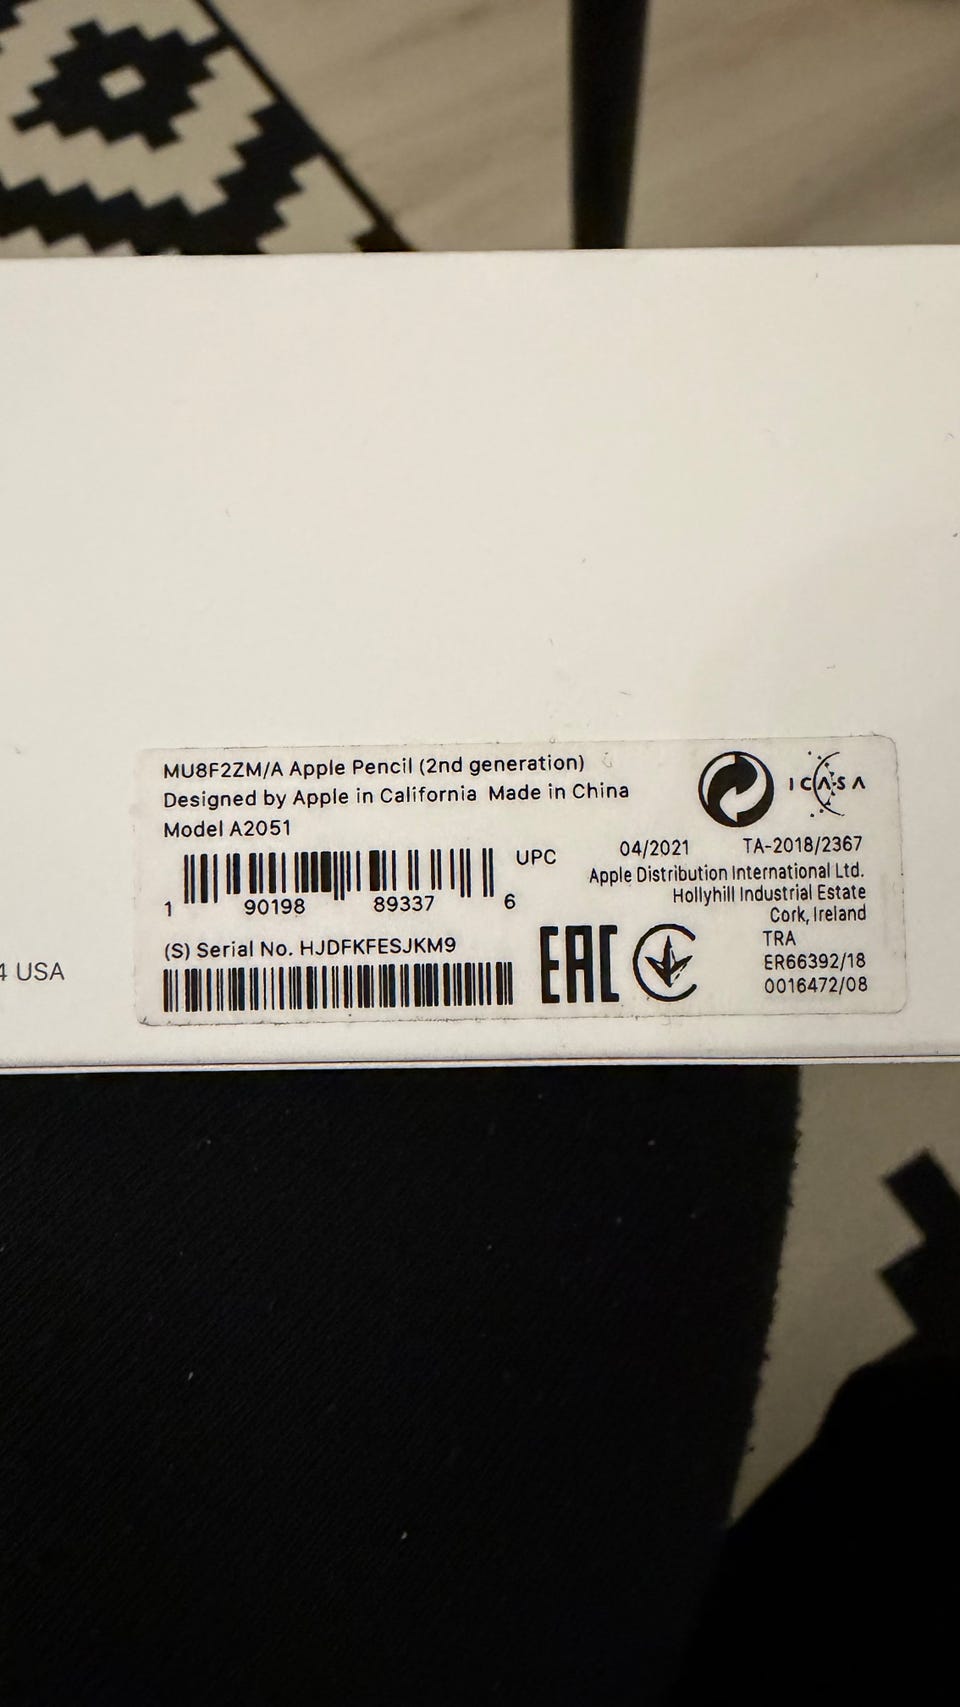 MU8F2ZM/A Apple Pencil (2nd generation)
Designed by Apple in California Made in China
Model A2051
UPC
1 90198 89337 6
(S) Serial No. HJDFKFESJKM9
EAC
ICASA
04/2021 TA-2018/2367
Apple Distribution International Ltd.
Hollyhill Industrial Estate
Cork, Ireland
TRA
ER66392/18
0016472/08
4 USA